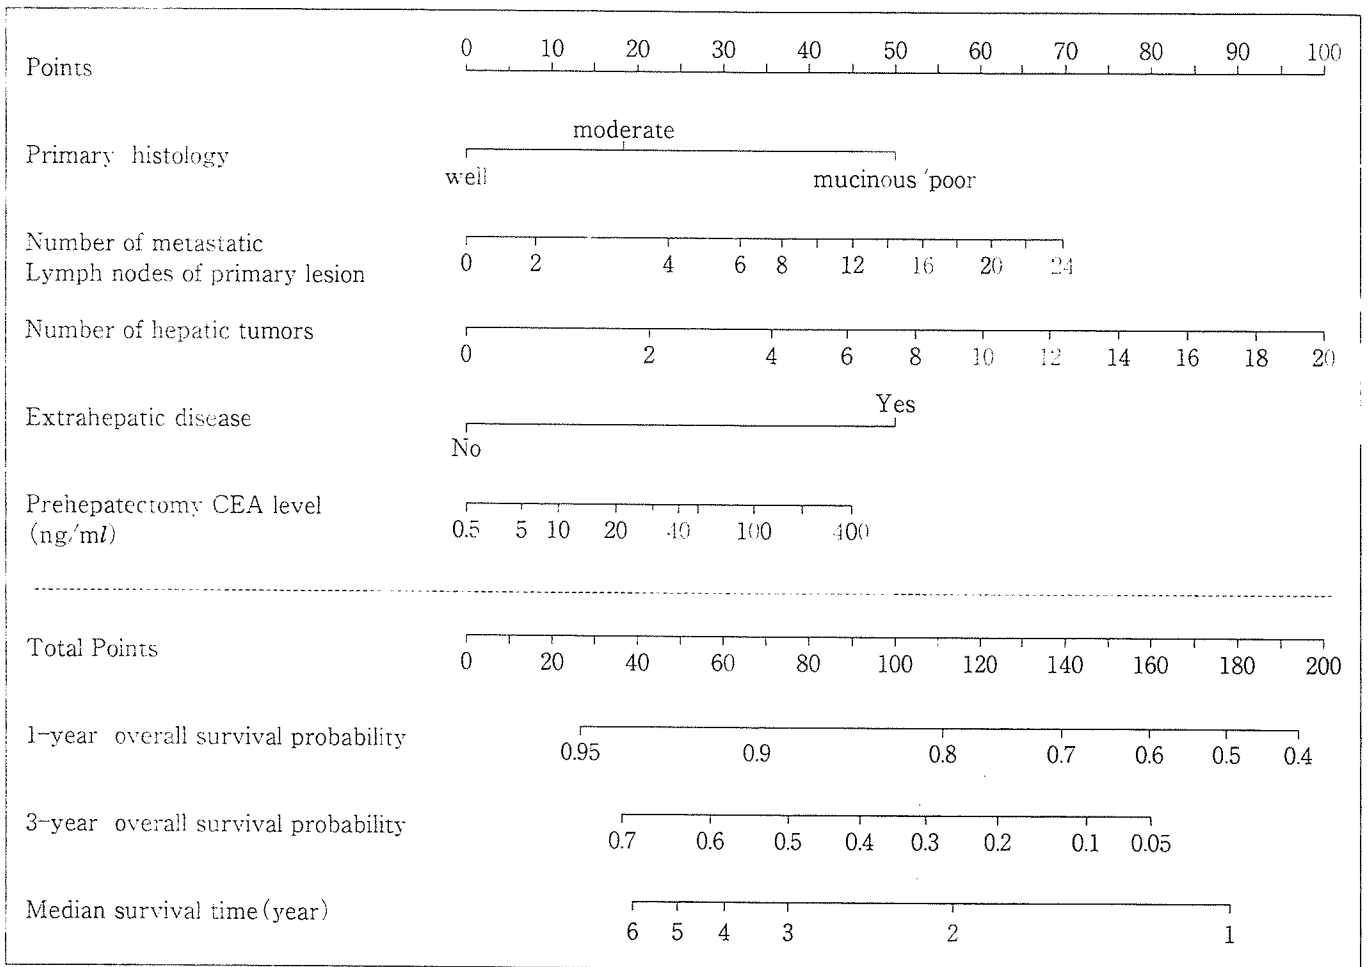 Points 0 10 20 30 40 50 60 70 80 90 100
moderate
Primary histology
well mucinous/poor
Number of metastatic
Lymph nodes of primary lesion 0 2 4 6 8 12 16 20 24
Number of hepatic tumors
0 2 4 6 8 10 12 14 16 18 20
Yes
Extrahepatic disease
No
Prehepatectomy CEA level
(ng/ml) 0.5 5 10 20 40 100 400
Total Points 0 20 40 60 80 100 120 140 160 180 200
1-year overall survival probability
0.95 0.9 0.8 0.7 0.6 0.5 0.4
3-year overall survival probability
0.7 0.6 0.5 0.4 0.3 0.2 0.1 0.05
Median survival time(year)
6 5 4 3 2 1